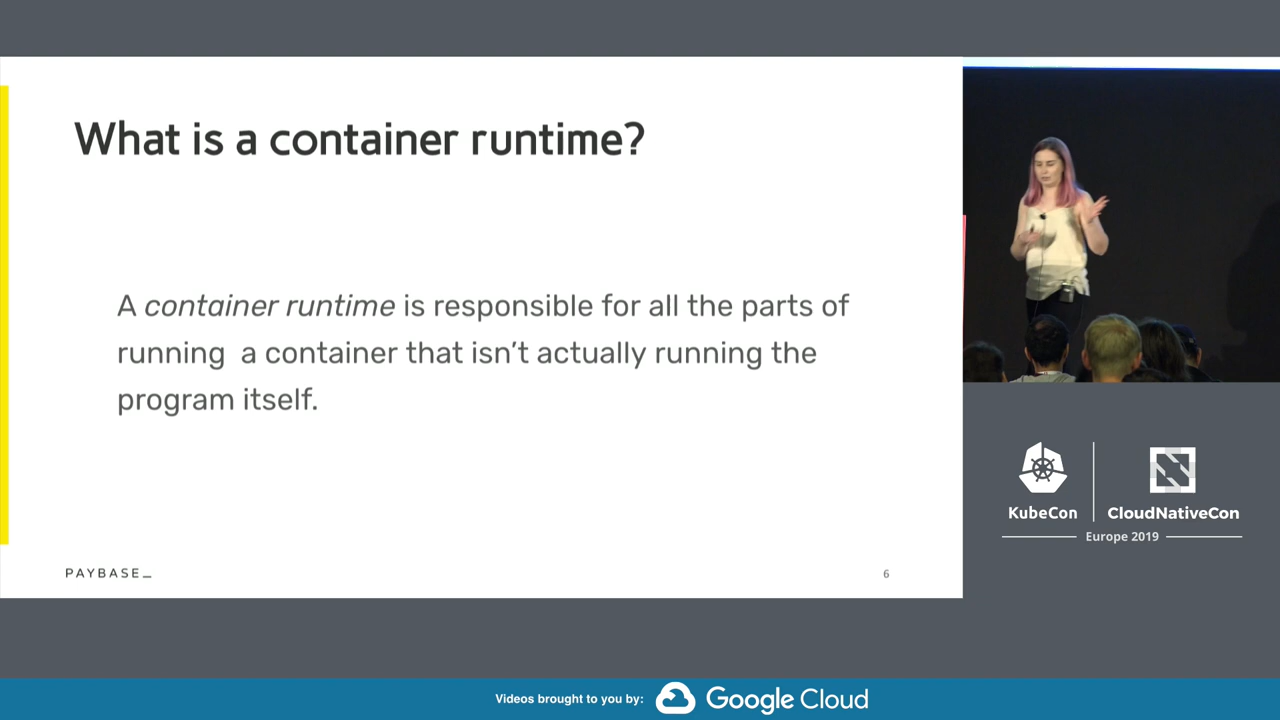 What is a container runtime?
A container runtime is responsible for all the parts of
running  a container that isn't actually running the
program itself.
PAYBASE_
6
KubeCon
CloudNativeCon
Europe 2019
Videos brought to you by:
Google Cloud